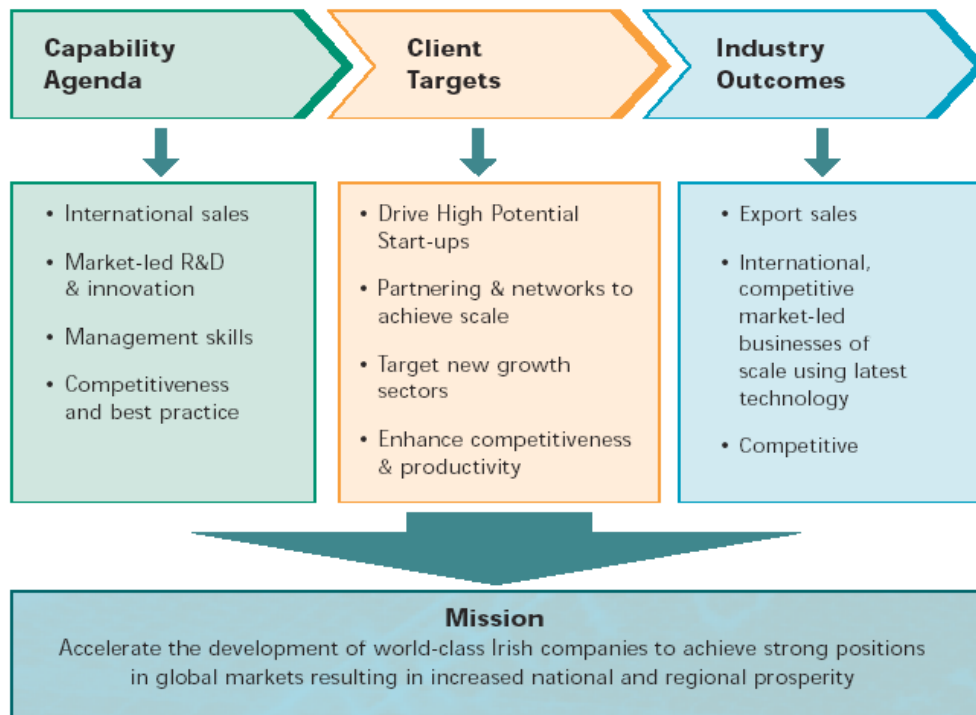 Capability
Agenda
Client
Targets
Industry
Outcomes
• International sales
• Market-led R&D
& innovation
• Management skills
• Competitiveness
and best practice
• Drive High Potential
Start-ups
• Partnering & networks to
achieve scale
• Target new growth
sectors
• Enhance competitiveness
& productivity
• Export sales
• International,
competitive
market-led
businesses of
scale using latest
technology
• Competitive
Mission
Accelerate the development of world-class Irish companies to achieve strong positions
in global markets resulting in increased national and regional prosperity